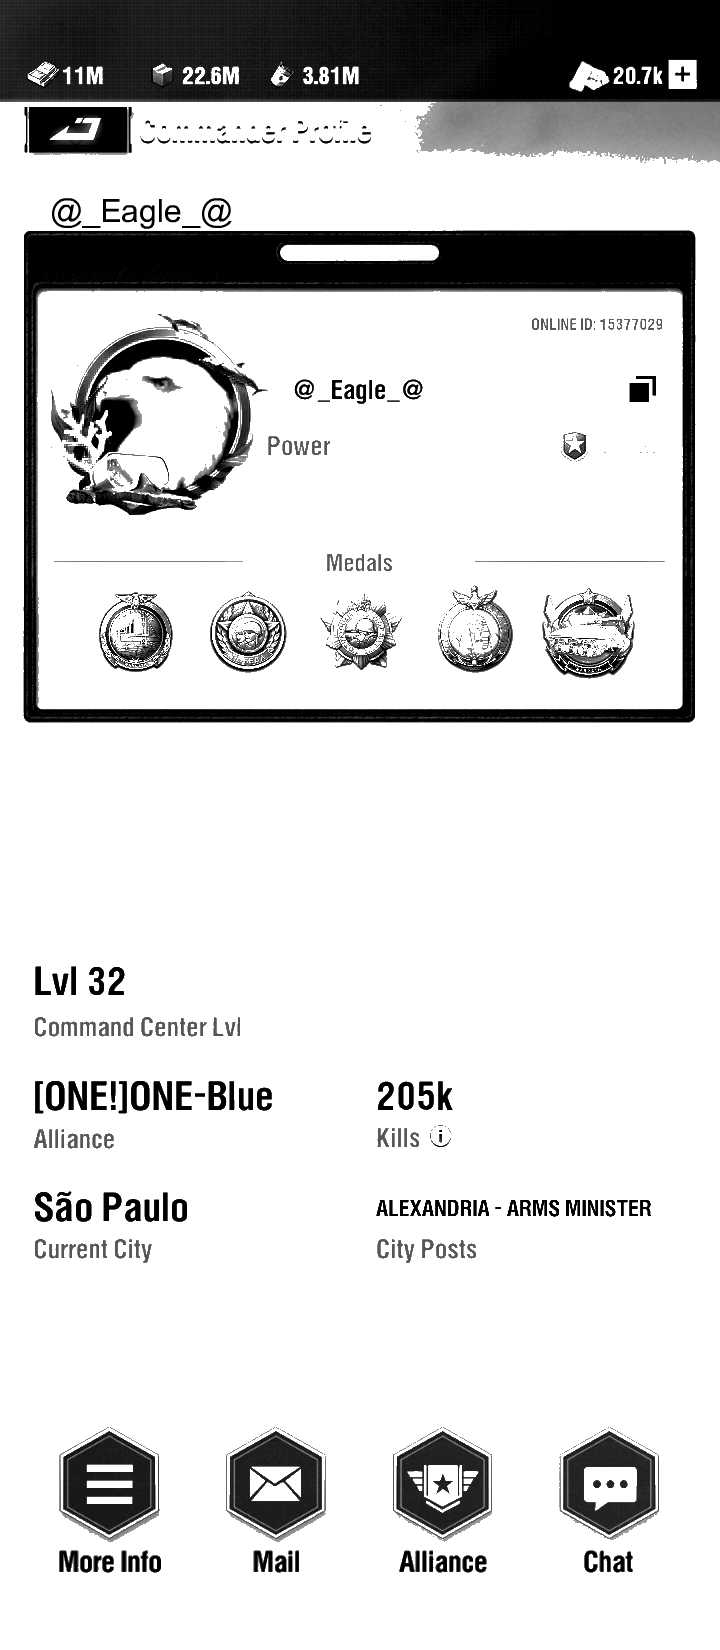 11M 22.6M 3.81M 20.7k
Commander Profile
@_Eagle_@
ONLINE ID: 15377029
@_Eagle_@
Power
Medals
Lvl 32
Command Center Lvl
[ONE!]ONE-Blue 205k
Alliance Kills
São Paulo ALEXANDRIA - ARMS MINISTER
Current City City Posts
More Info Mail Alliance Chat